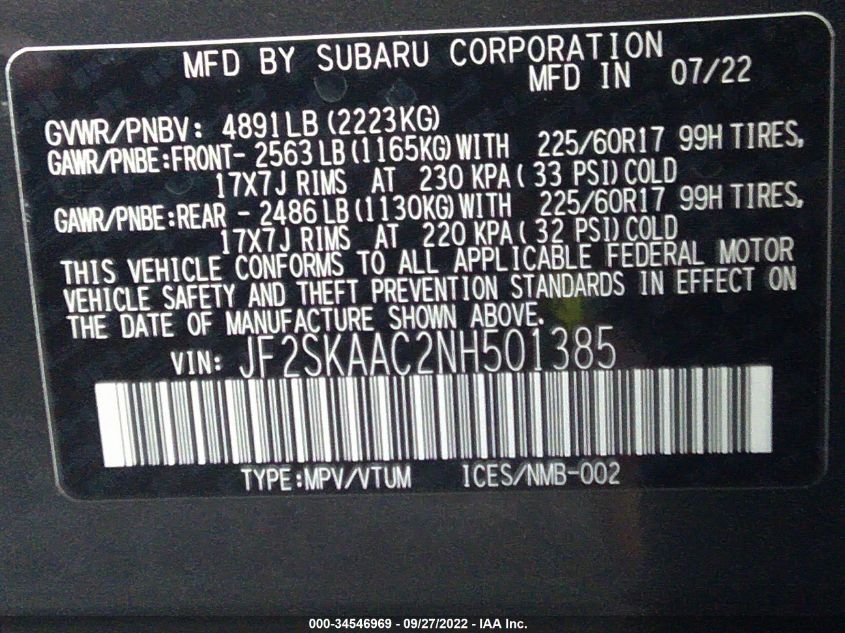 MFD BY SUBARU CORPORATION
MFD IN 07/22
GVWR/PNBV: 4891LB (2223KG)
GAWR/PNBE:FRONT- 2563 LB (1165KG) WITH 225/60R17 99H TIRES,
17X7J RIMS AT 230 KPA ( 33 PSI) COLD
GAWR/PNBE:REAR - 2486 LB (1130KG) WITH 225/60R17 99H TIRES,
17X7J RIMS AT 220 KPA ( 32 PSI) COLD
THIS VEHICLE CONFORMS TO ALL APPLICABLE FEDERAL MOTOR
VEHICLE SAFETY AND THEFT PREVENTION STANDARDS IN EFFECT ON
THE DATE OF MANUFACTURE SHOWN ABOVE.
VIN: JF2SKAAC2NH501385
TYPE:MPV/VTUM ICES/NMB-002
000-34546969 - 09/27/2022 - IAA Inc.